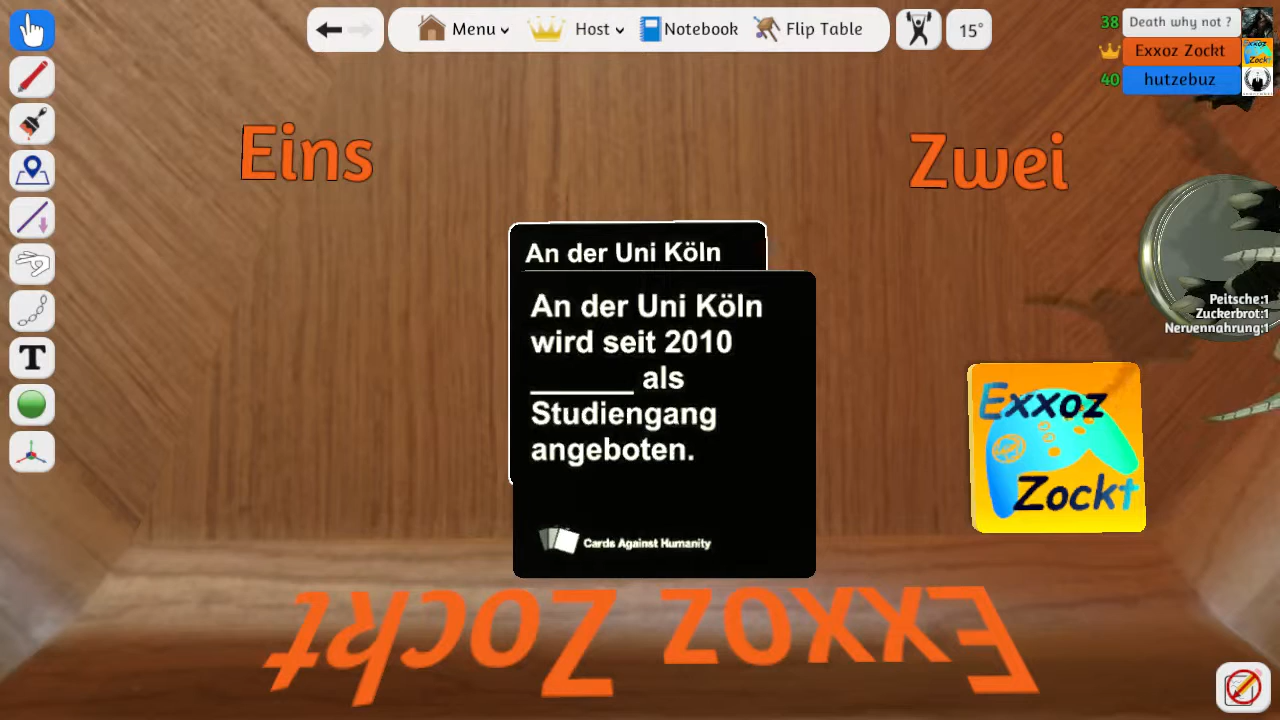 Menu
Host
Notebook
Flip Table
15°
38 Death why not ?
Exxoz Zockt
40 hutzebuz
Eins
Zwei
An der Uni Köln
An der Uni Köln
wird seit 2010
______ als
Studiengang
angeboten.
Cards Against Humanity
Peitsche:1
Zuckerbrot:1
Nervennahrung:1
Exxoz
Zockt
T
Exxoz Zockt